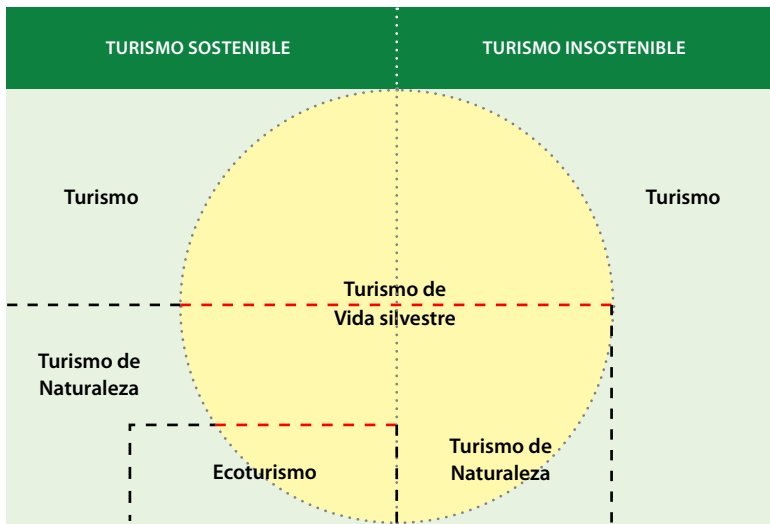 TURISMO SOSTENIBLE
TURISMO INSOSTENIBLE
Turismo
Turismo
Turismo de
Vida silvestre
Turismo de
Naturaleza
Turismo de
Naturaleza
Ecoturismo